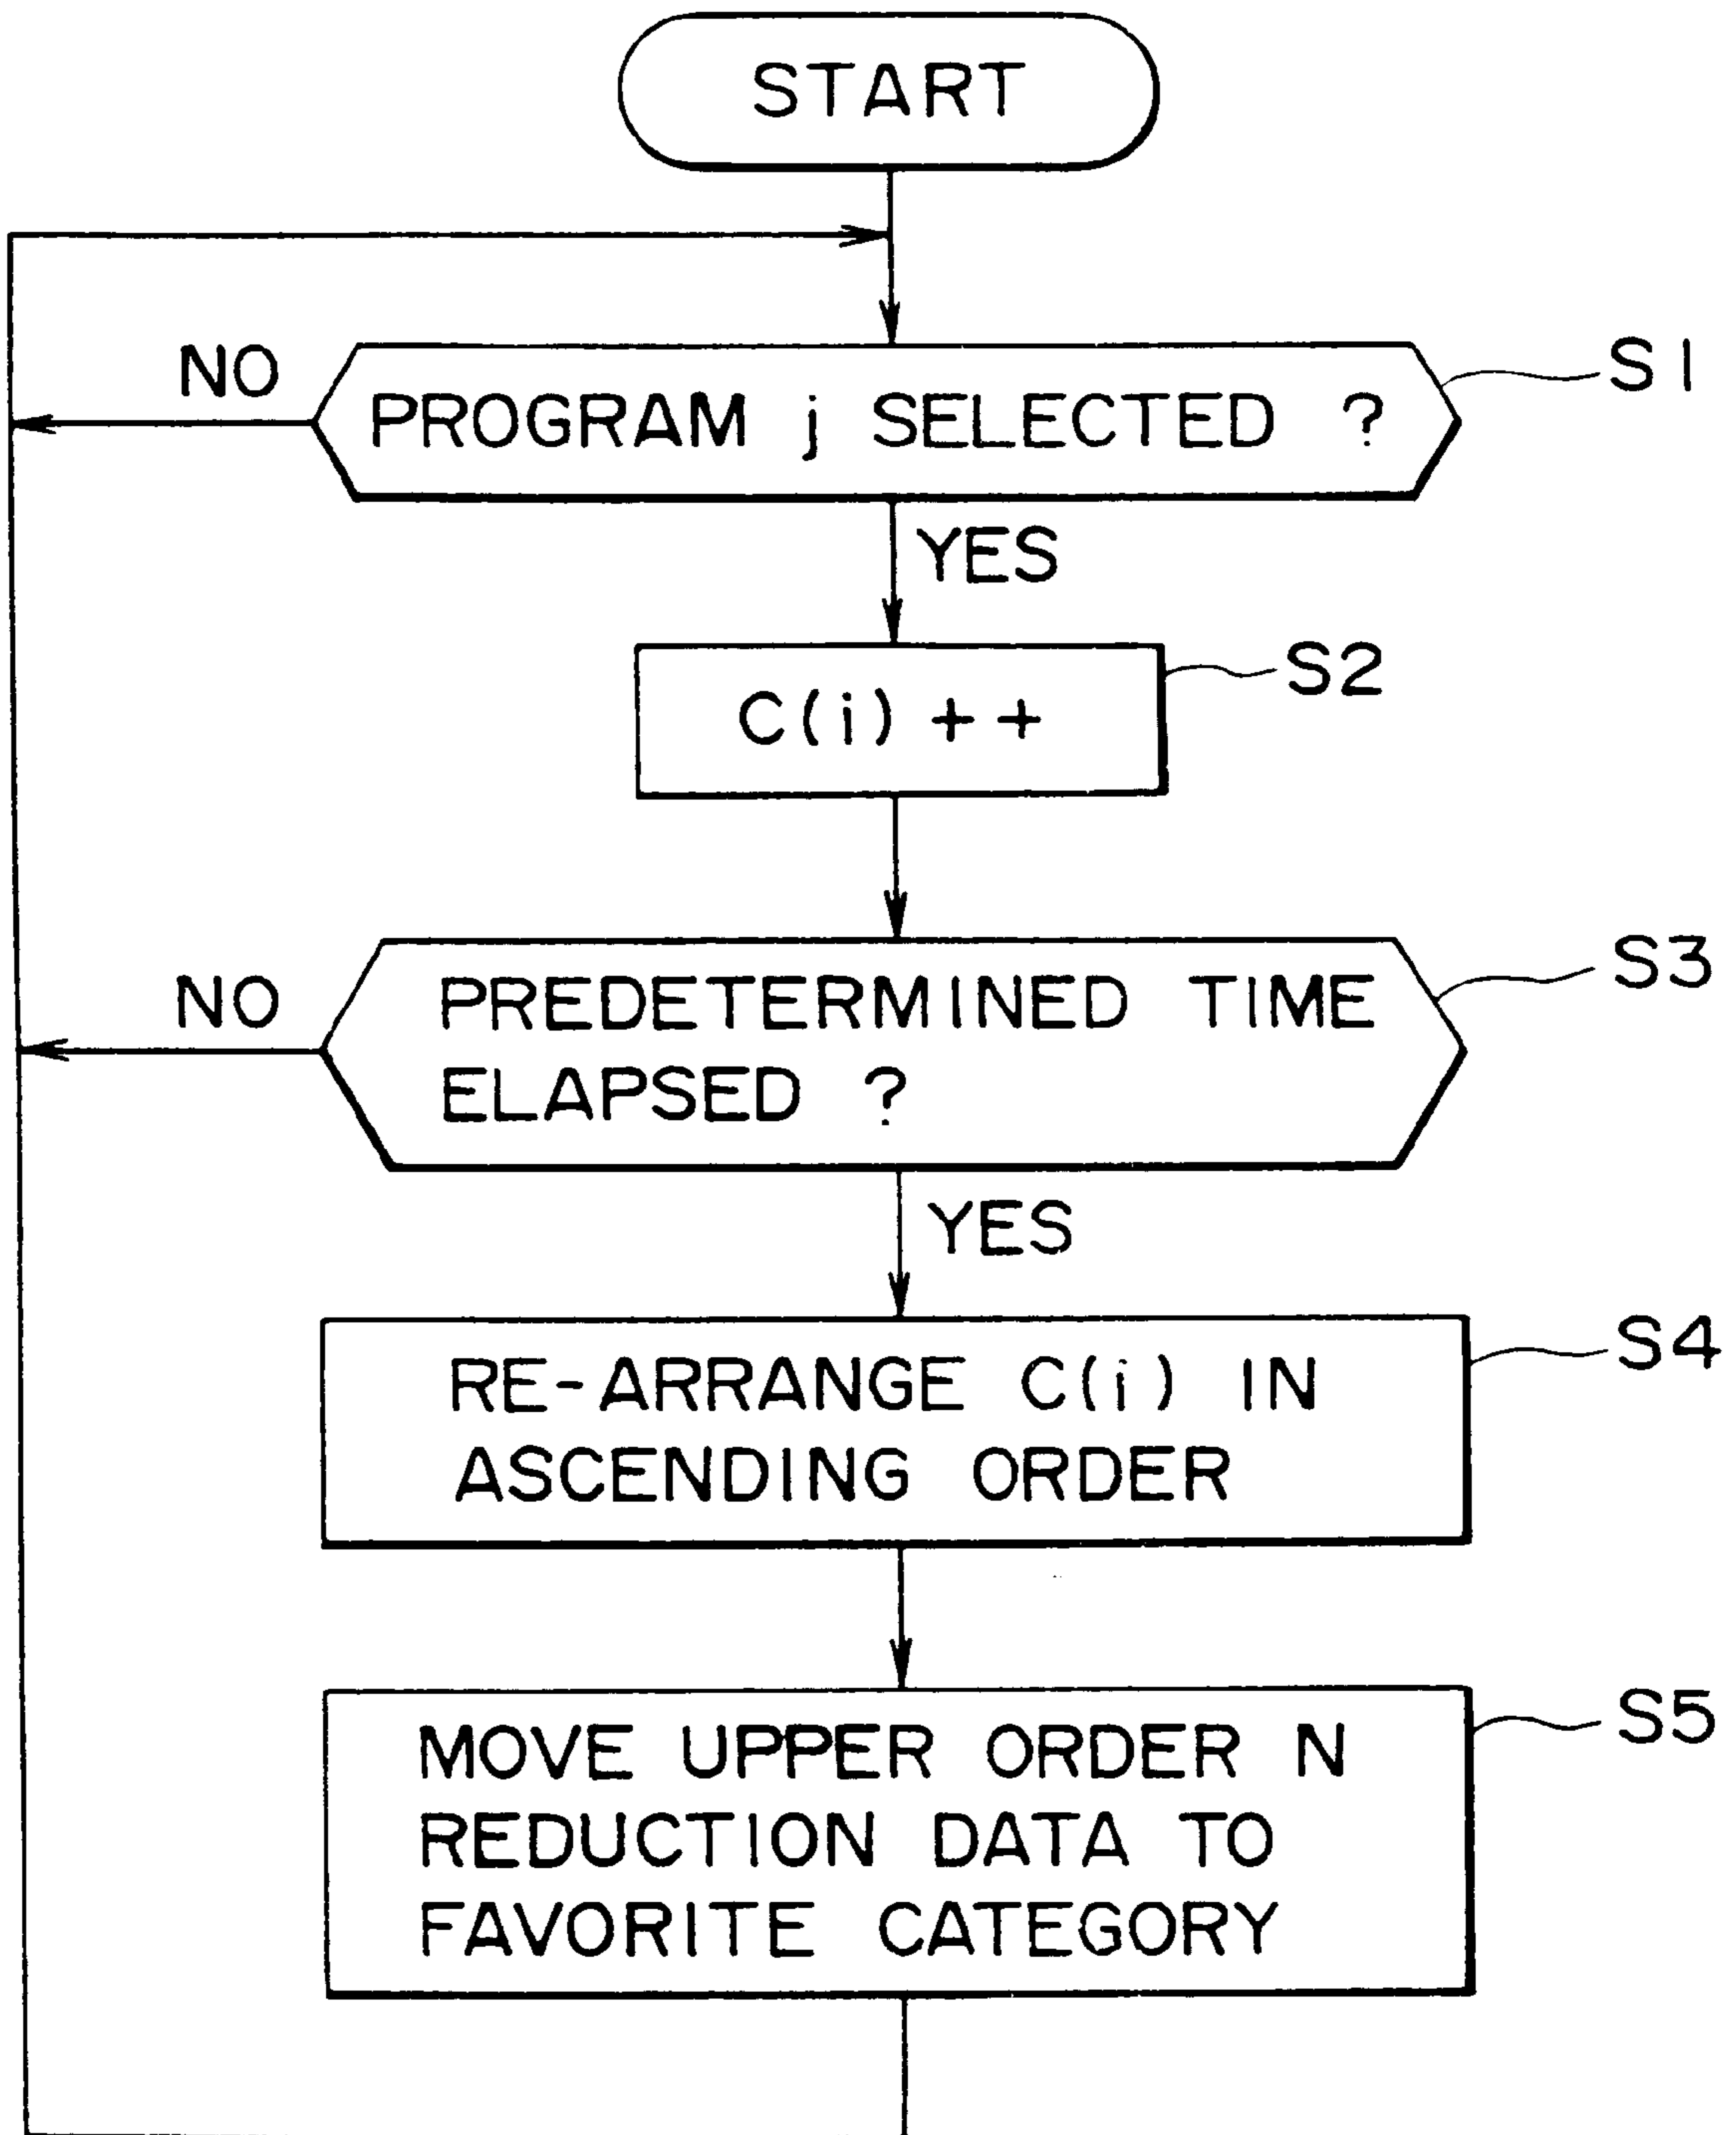 START
NO
PROGRAM j SELECTED ?
S1
YES
C(i) ++
S2
NO
PREDETERMINED TIME
ELAPSED ?
S3
YES
RE-ARRANGE C(i) IN
ASCENDING ORDER
S4
MOVE UPPER ORDER N
REDUCTION DATA TO
FAVORITE CATEGORY
S5